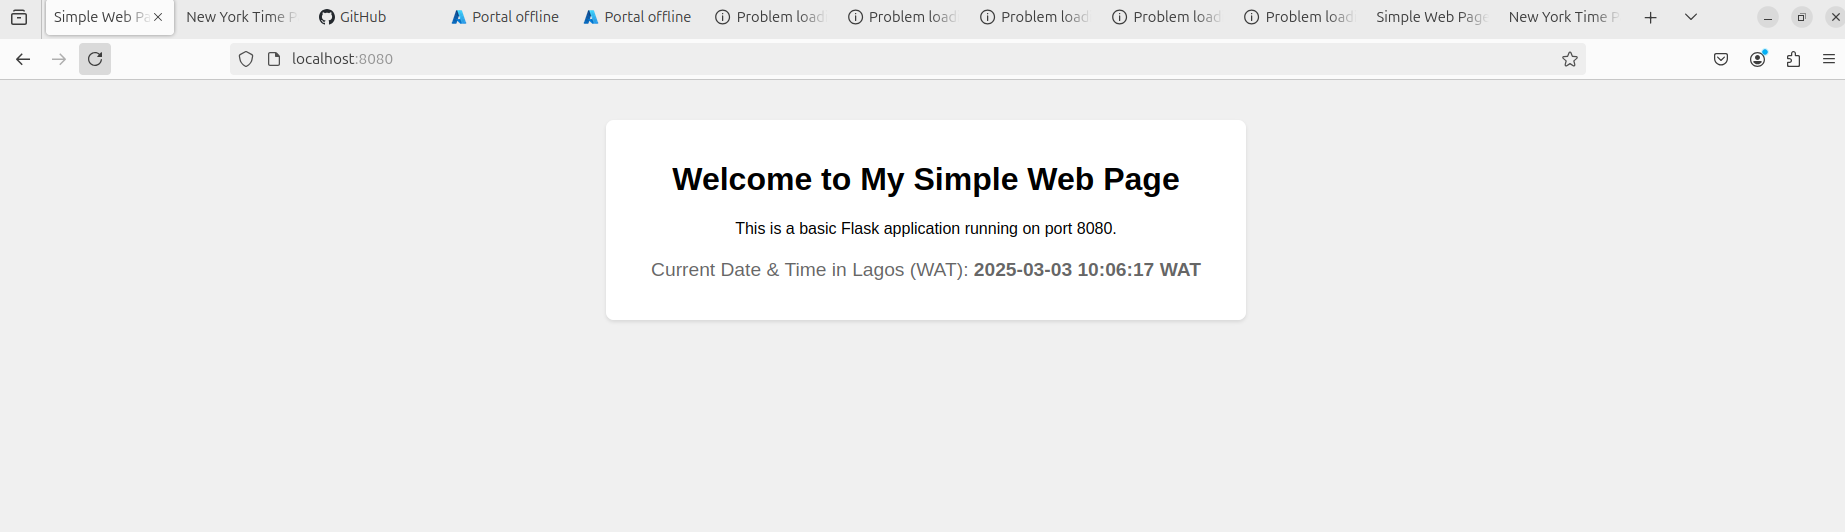 Simple Web Pa
New York Time P
GitHub
Portal offline
Portal offline
Problem load
Problem load
Problem load
Problem load
Problem load
Simple Web Page
New York Time P
localhost:8080
Welcome to My Simple Web Page
This is a basic Flask application running on port 8080.
Current Date & Time in Lagos (WAT): 2025-03-03 10:06:17 WAT